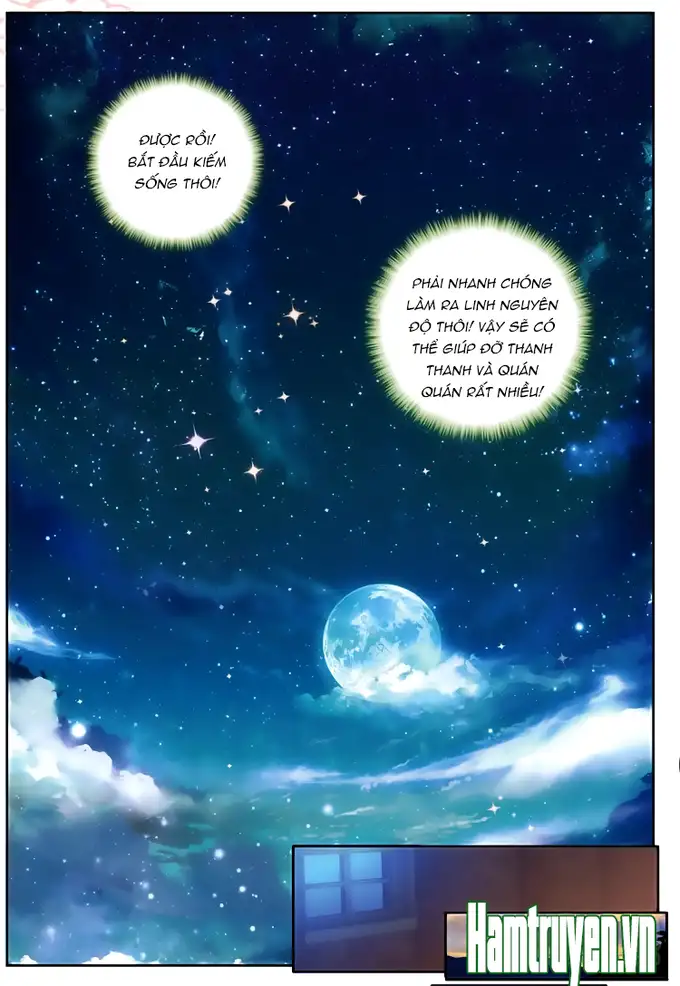 ĐƯỢC RỒI!
BẮT ĐẦU KIẾM
SỐNG THÔI!
PHẢI NHANH CHÓNG
LÀM RA LINH NGUYÊN
ĐỘ THÔI! VẬY SẼ CÓ
THỂ GIÚP ĐỠ THANH
THANH VÀ QUÁN
QUÁN RẤT NHIỀU!
Hamtruyen.vn